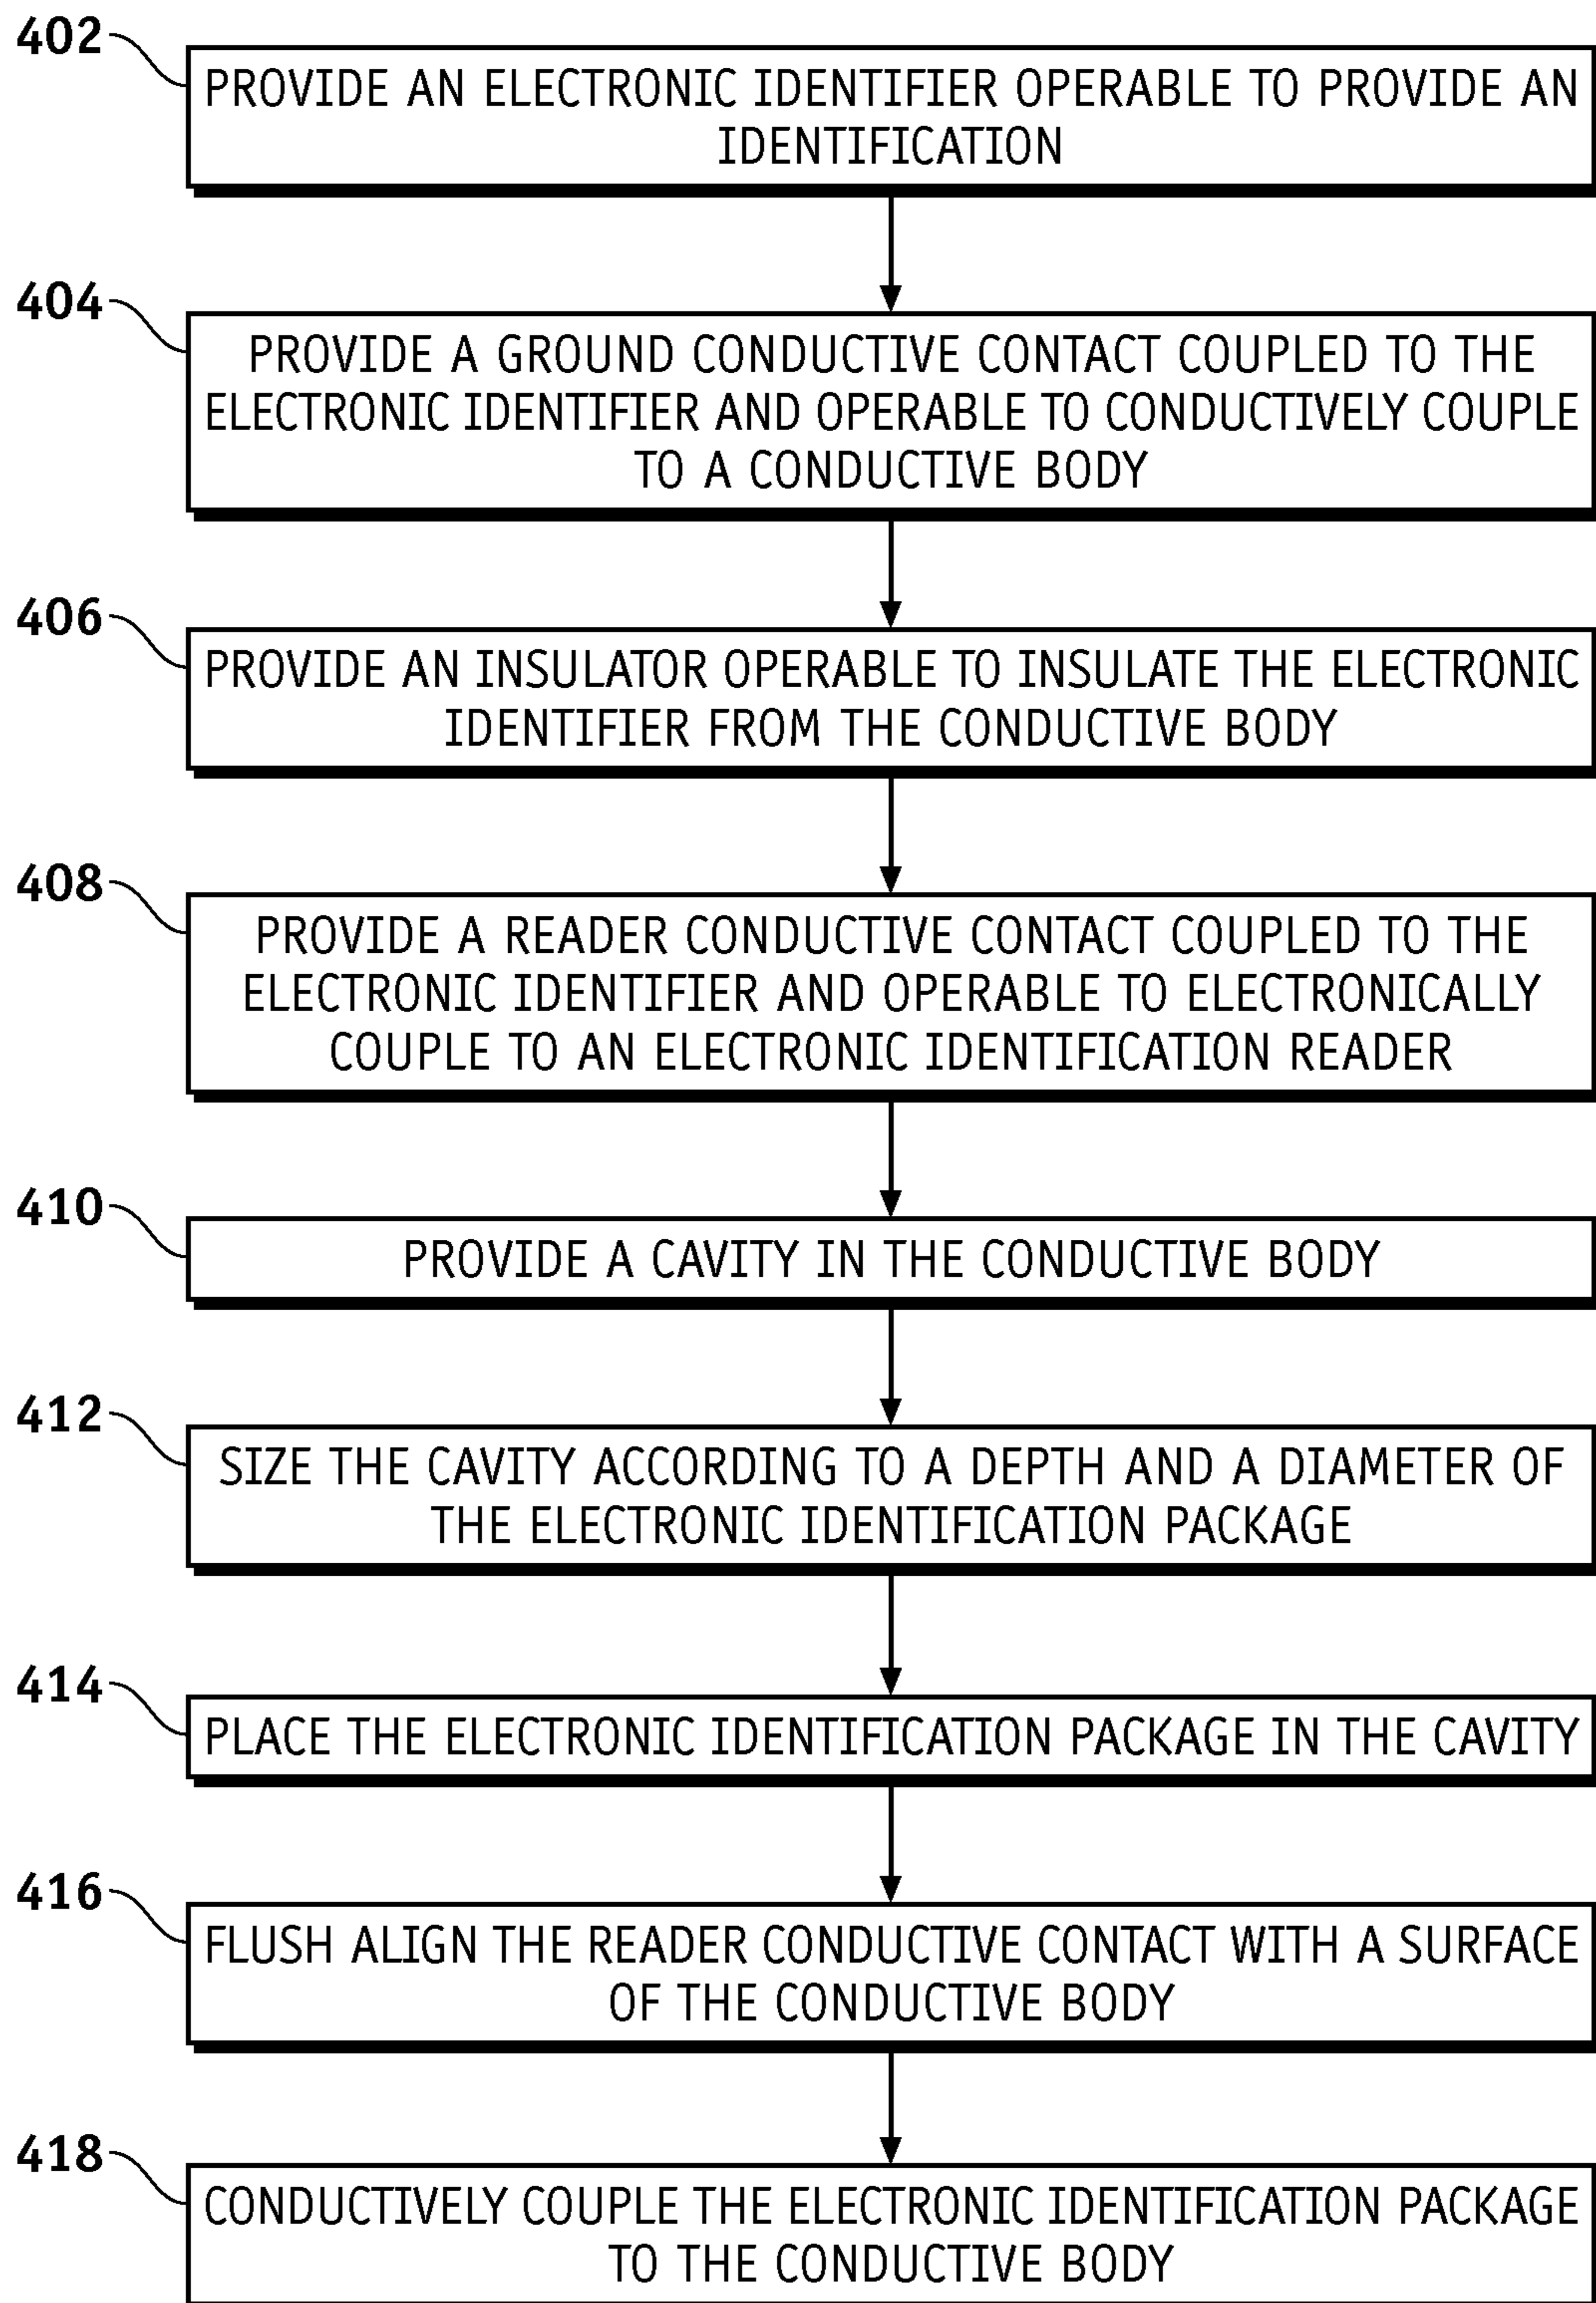 402
PROVIDE AN ELECTRONIC IDENTIFIER OPERABLE TO PROVIDE AN
IDENTIFICATION
404
PROVIDE A GROUND CONDUCTIVE CONTACT COUPLED TO THE
ELECTRONIC IDENTIFIER AND OPERABLE TO CONDUCTIVELY COUPLE
TO A CONDUCTIVE BODY
406
PROVIDE AN INSULATOR OPERABLE TO INSULATE THE ELECTRONIC
IDENTIFIER FROM THE CONDUCTIVE BODY
408
PROVIDE A READER CONDUCTIVE CONTACT COUPLED TO THE
ELECTRONIC IDENTIFIER AND OPERABLE TO ELECTRONICALLY
COUPLE TO AN ELECTRONIC IDENTIFICATION READER
410
PROVIDE A CAVITY IN THE CONDUCTIVE BODY
412
SIZE THE CAVITY ACCORDING TO A DEPTH AND A DIAMETER OF
THE ELECTRONIC IDENTIFICATION PACKAGE
414
PLACE THE ELECTRONIC IDENTIFICATION PACKAGE IN THE CAVITY
416
FLUSH ALIGN THE READER CONDUCTIVE CONTACT WITH A SURFACE
OF THE CONDUCTIVE BODY
418
CONDUCTIVELY COUPLE THE ELECTRONIC IDENTIFICATION PACKAGE
TO THE CONDUCTIVE BODY